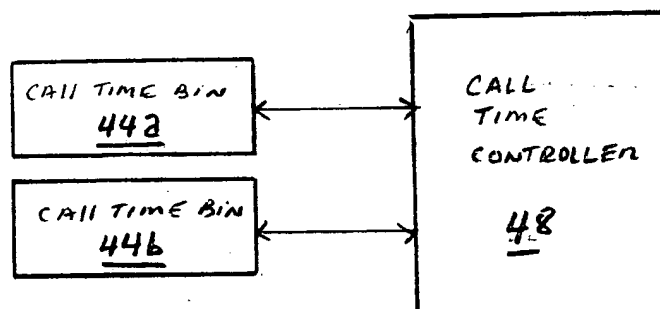 CALL TIME BIN
44a
CALL TIME BIN
44b
CALL
TIME
CONTROLLER
48